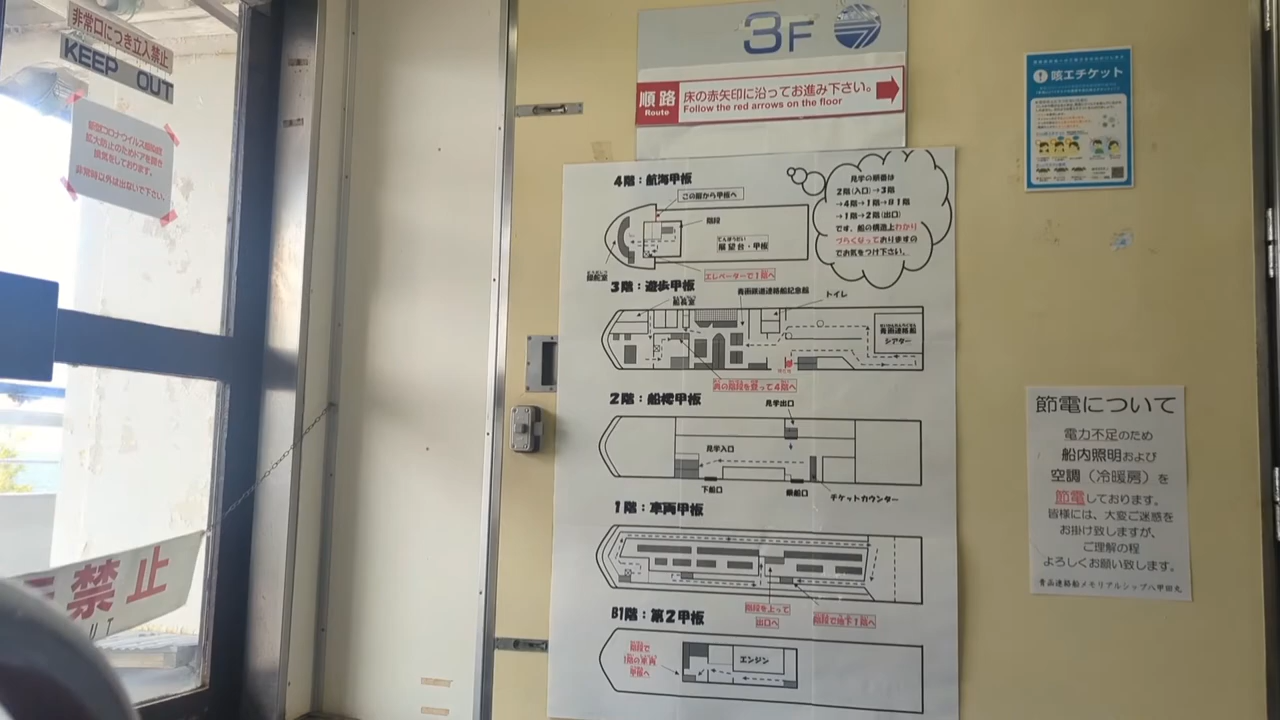 非常口につき立入禁止
KEEP OUT
新型コロナウイルス感染症
拡大防止のためドアを開き
換気をしております。
非常時以外は出ないで下さい。
禁止
UT
3F
順路
Route
床の赤矢印に沿ってお進み下さい。
Follow the red arrows on the floor
4階：航海甲板
この扉から甲板へ
階段
展望台・甲板
操舵室
エレベーターで1階へ
見学の順番は
2階(入口)→3階
→4階→1階→B1階
→1階→2階(出口)
です。船の構造上わかり
づらくなっておりますの
でお気をつけ下さい。
3階：遊歩甲板
船長室
青函鉄道連絡船記念館
トイレ
青函連絡船
シアター
現在地
奥の階段を登って4階へ
2階：船楼甲板
見学出口
見学入口
下船口
乗船口
チケットカウンター
1階：車両甲板
階段を上って
出口へ
階段で地下1階へ
B1階：第2甲板
階段で
1階の車両
甲板へ
エンジン
咳エチケット
節電について
電力不足のため
船内照明および
空調（冷暖房）を
節電しております。
皆様には、大変ご迷惑を
お掛け致しますが、
ご理解の程
よろしくお願い致します。
青函連絡船メモリアルシップ八甲田丸